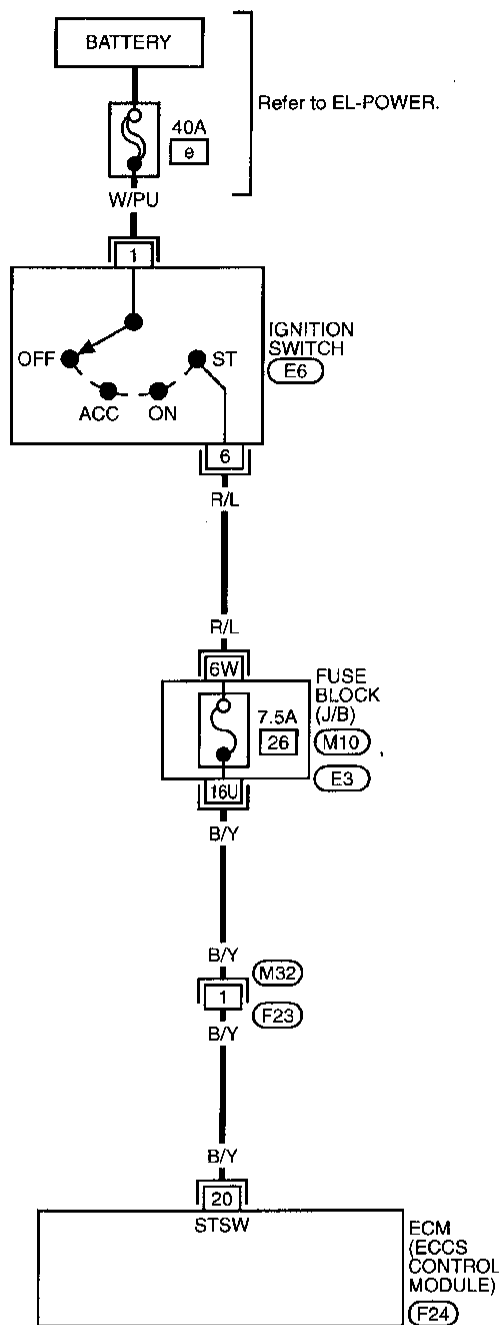 BATTERY
Refer to EL-POWER.
40A
e
W/PU
1
IGNITION
SWITCH
E6
OFF
ST
ACC
ON
6
R/L
R/L
6W
FUSE
BLOCK
(J/B)
7.5A
26
M10
E3
16U
B/Y
B/Y
M32
1
F23
B/Y
B/Y
20
STSW
ECM
(ECCS
CONTROL
MODULE)
F24